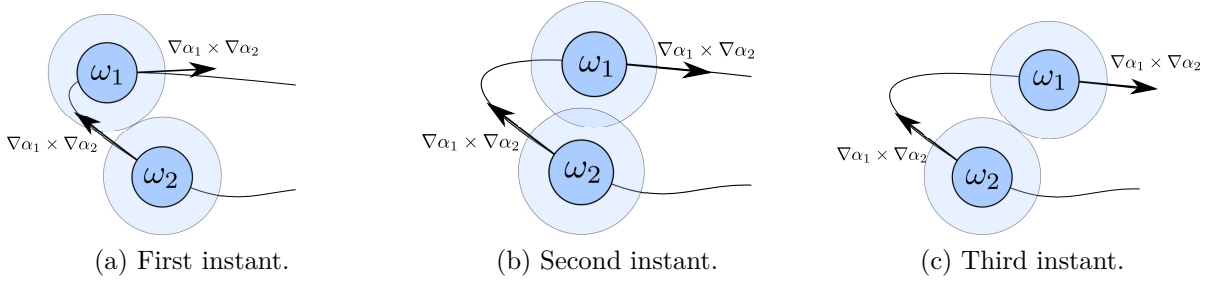 ω₁
∇α₁ × ∇α₂
∇α₁ × ∇α₂
ω₂
(a) First instant.
ω₁
∇α₁ × ∇α₂
∇α₁ × ∇α₂
ω₂
(b) Second instant.
ω₁
∇α₁ × ∇α₂
∇α₁ × ∇α₂
ω₂
(c) Third instant.